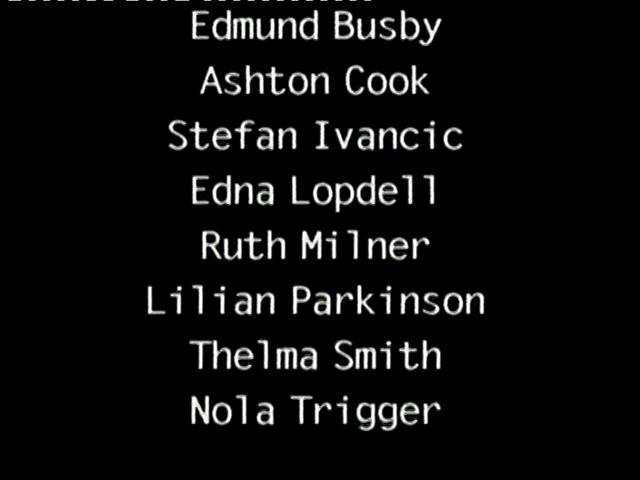 Edmund Busby
Ashton Cook
Stefan Ivancic
Edna Lopdell
Ruth Milner
Lilian Parkinson
Thelma Smith
Nola Trigger